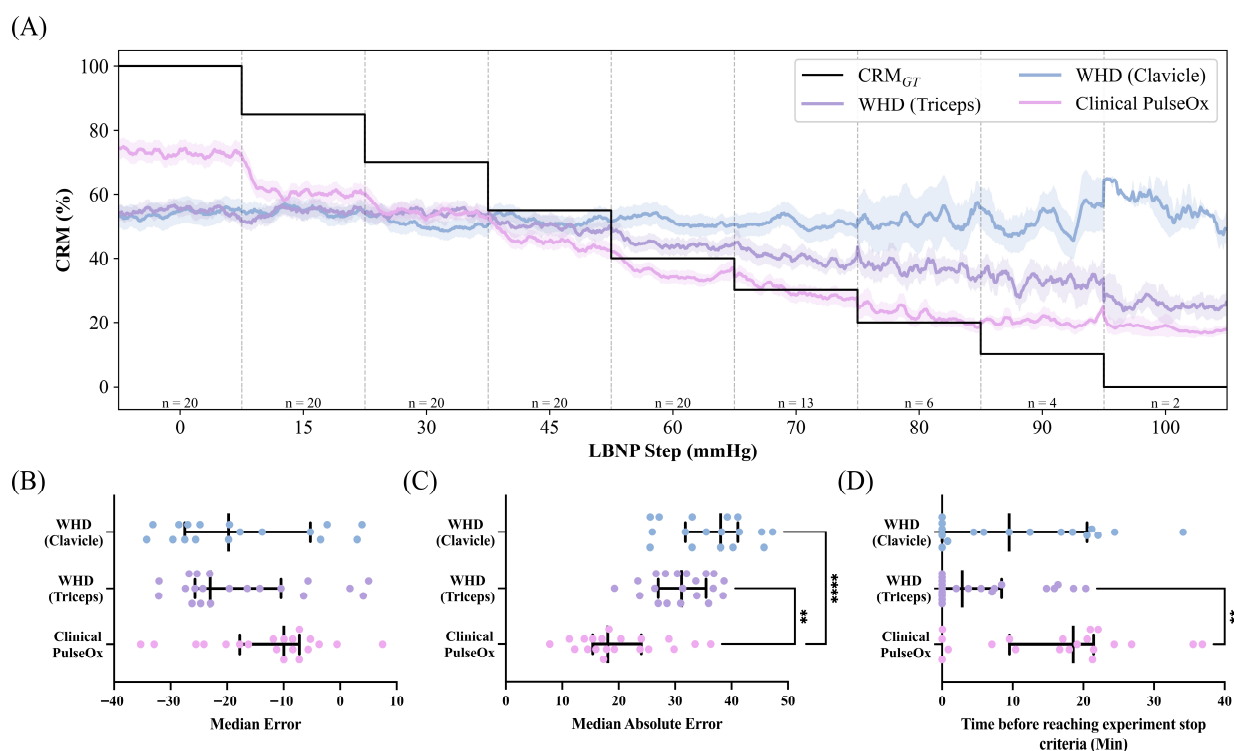 (A)
100
80
60
40
20
0
CRM (%)
CRM_GT
WHD (Triceps)
WHD (Clavicle)
Clinical PulseOx
n = 20 n = 20 n = 20 n = 20 n = 20 n = 13 n = 6 n = 4 n = 2
0 15 30 45 60 70 80 90 100
LBNP Step (mmHg)
(B)
WHD
(Clavicle)
WHD
(Triceps)
Clinical
PulseOx
−40 −30 −20 −10 0 10
Median Error
(C)
WHD
(Clavicle)
WHD
(Triceps)
Clinical
PulseOx
**
****
0 10 20 30 40 50
Median Absolute Error
(D)
WHD
(Clavicle)
WHD
(Triceps)
Clinical
PulseOx
**
0 10 20 30 40
Time before reaching experiment stop
criteria (Min)